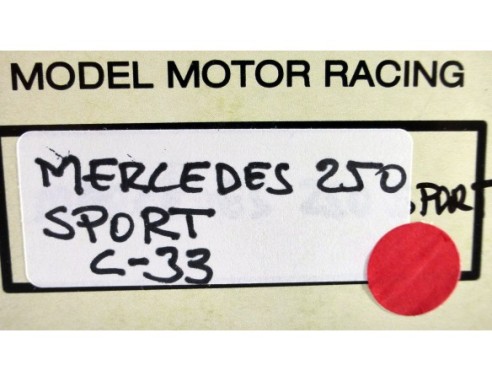 MODEL MOTOR RACING
MERCEDES 250
SPORT
C-33